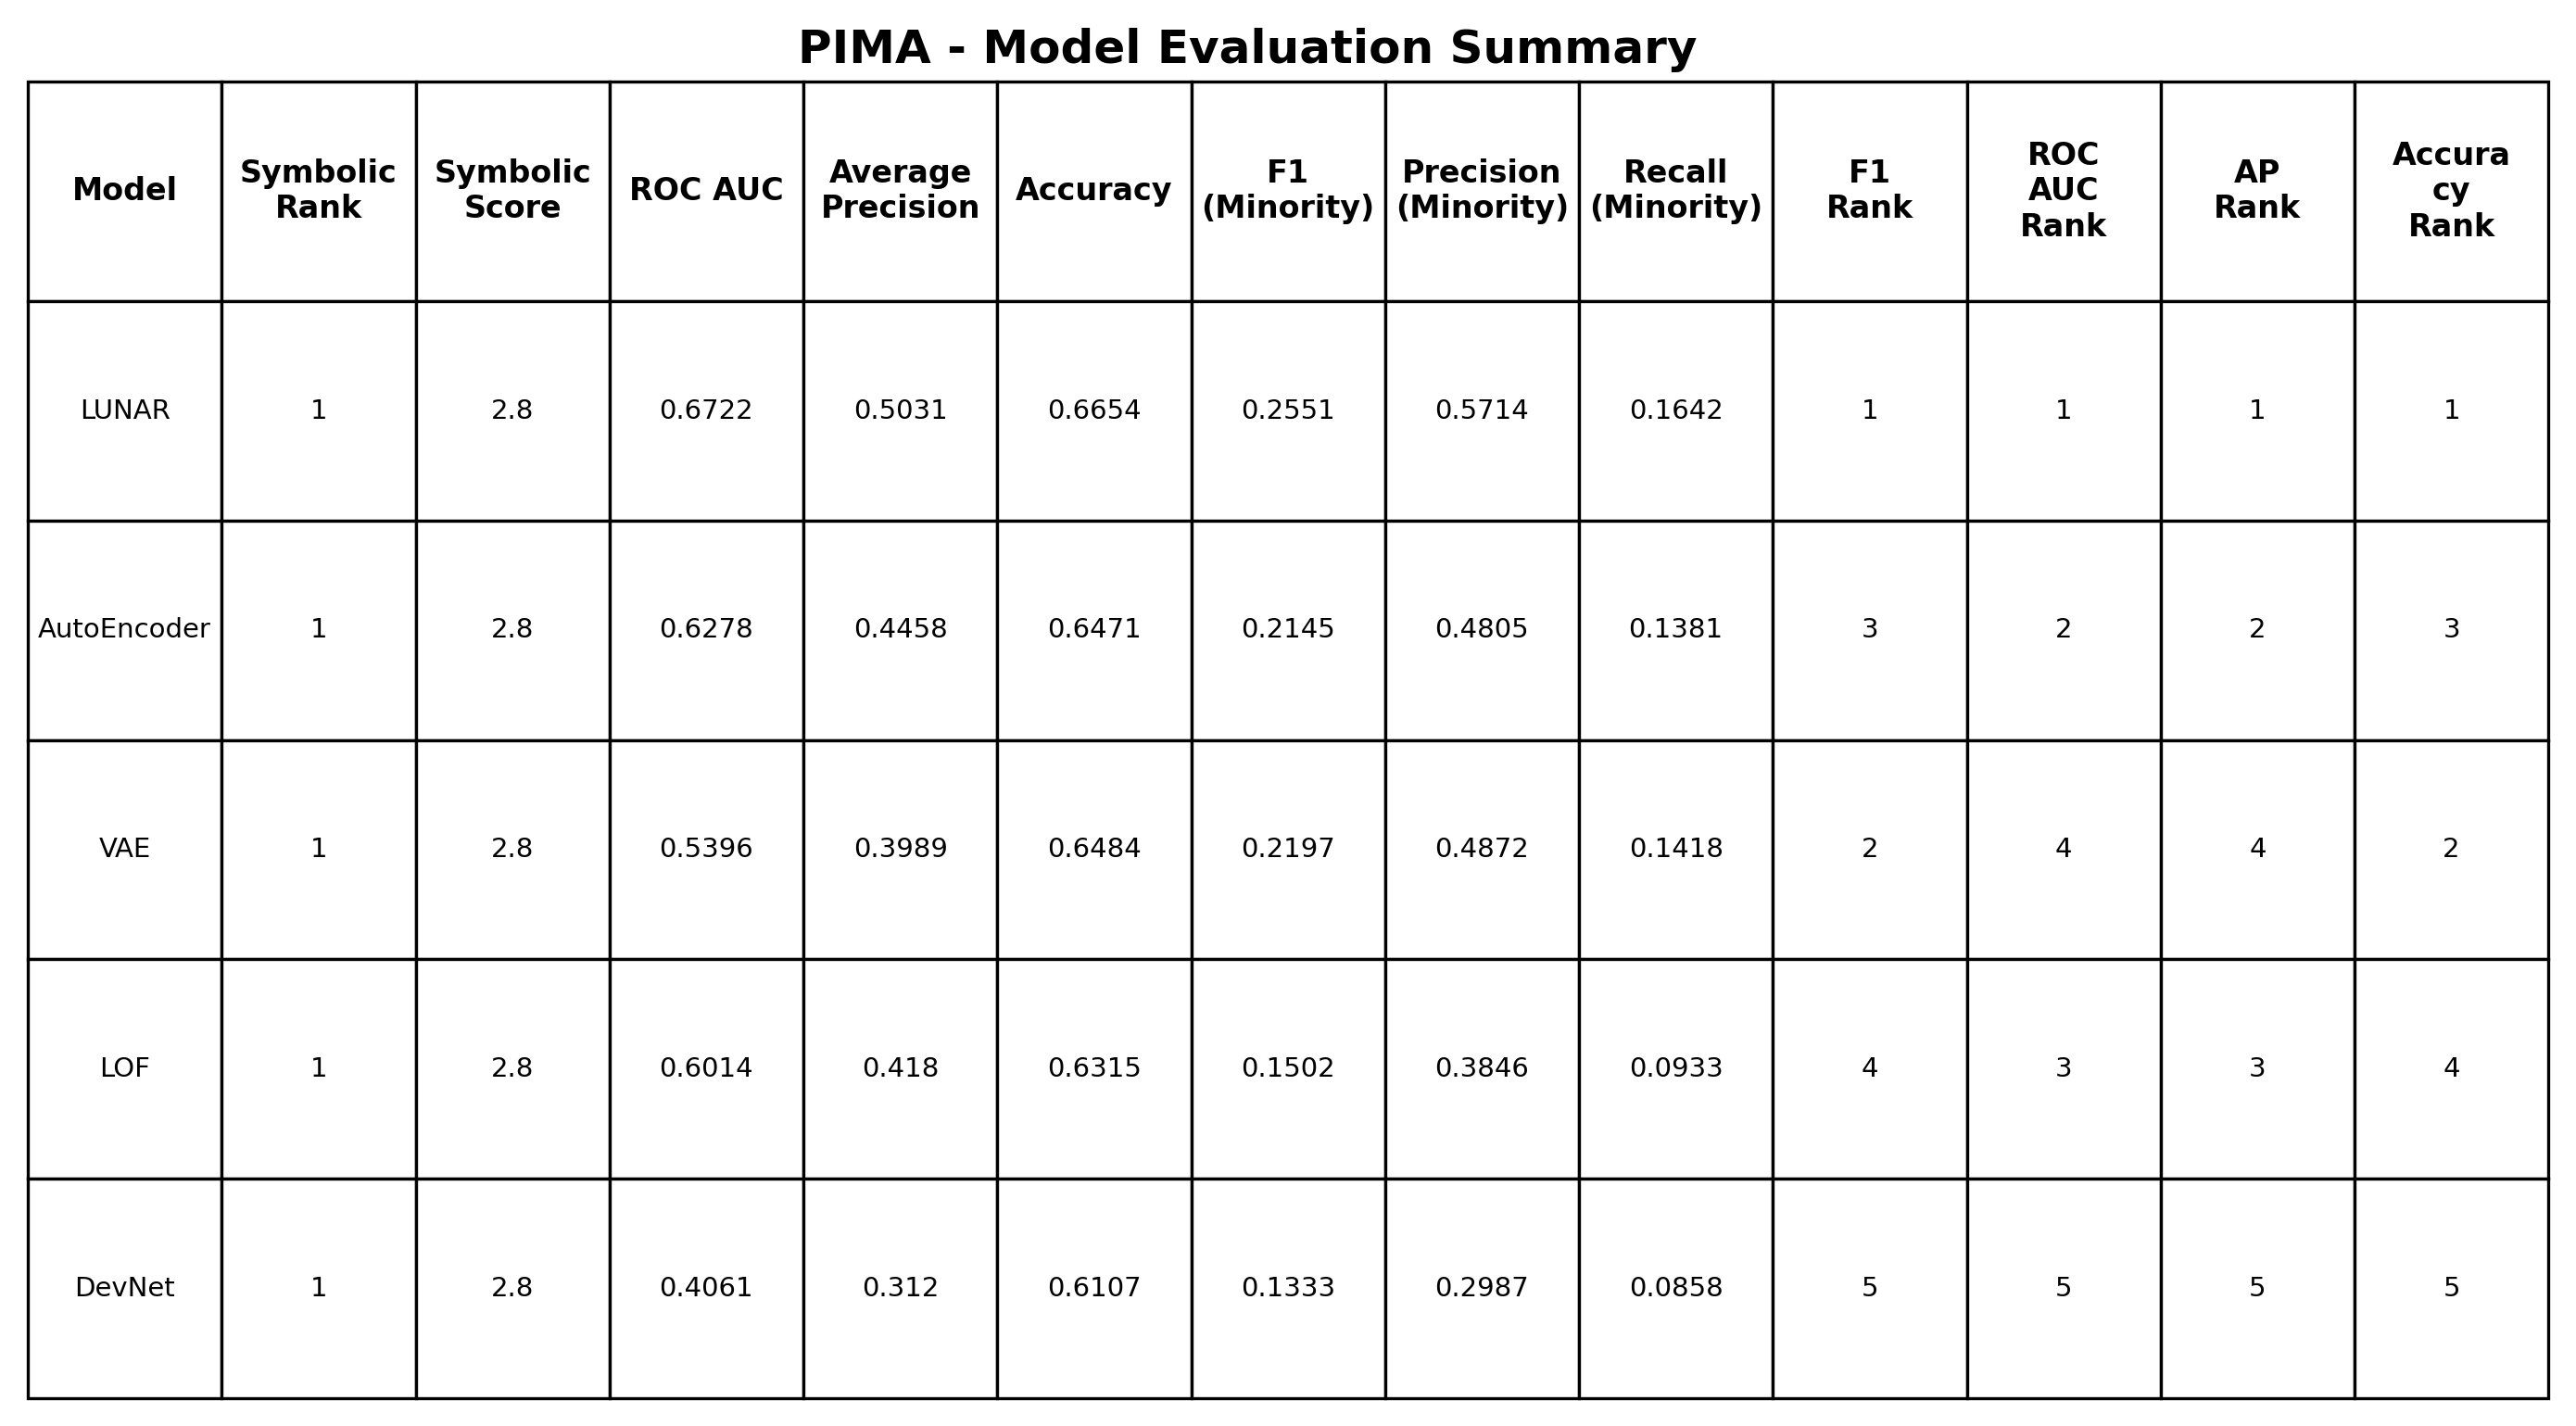 PIMA - Model Evaluation Summary
Model Symbolic Rank Symbolic Score ROC AUC Average Precision Accuracy F1 (Minority) Precision (Minority) Recall (Minority) F1 Rank ROC AUC Rank AP Rank Accura cy Rank
LUNAR 1 2.8 0.6722 0.5031 0.6654 0.2551 0.5714 0.1642 1 1 1 1
AutoEncoder 1 2.8 0.6278 0.4458 0.6471 0.2145 0.4805 0.1381 3 2 2 3
VAE 1 2.8 0.5396 0.3989 0.6484 0.2197 0.4872 0.1418 2 4 4 2
LOF 1 2.8 0.6014 0.418 0.6315 0.1502 0.3846 0.0933 4 3 3 4
DevNet 1 2.8 0.4061 0.312 0.6107 0.1333 0.2987 0.0858 5 5 5 5